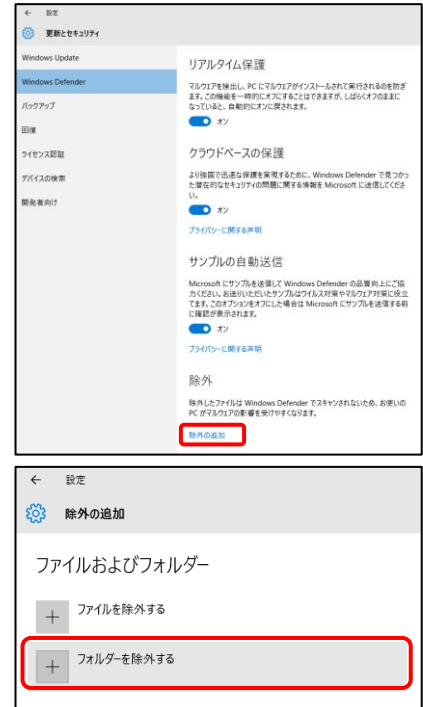 ← 設定
更新とセキュリティ
Windows Update
Windows Defender
バックアップ
回復
ライセンス認証
デバイスの検索
開発者向け
リアルタイム保護
マルウェアを検出し、PC にマルウェアがインストールされて実行されるのを防ぎ
ます。この機能を一時的にオフにすることはできますが、しばらくオフのままに
なっていると、自動的にオンに戻されます。
オン
クラウドベースの保護
より強固で迅速な保護を実現するために、Windows Defender で見つかっ
た潜在的なセキュリティの問題に関する情報を Microsoft に送信してくださ
い。
オン
プライバシーに関する声明
サンプルの自動送信
Microsoft にサンプルを送信して Windows Defender の品質向上にご協
力ください。お送りいただいたサンプルはウイルス対策やマルウェア対策に役立
てます。このオプションをオフにした場合は Microsoft にサンプルを送信する前
に確認が表示されます。
オン
プライバシーに関する声明
除外
除外したファイルは Windows Defender でスキャンされないため、お使いの
PC がマルウェアの影響を受けやすくなります。
除外の追加
← 設定
除外の追加
ファイルおよびフォルダー
＋ ファイルを除外する
＋ フォルダーを除外する